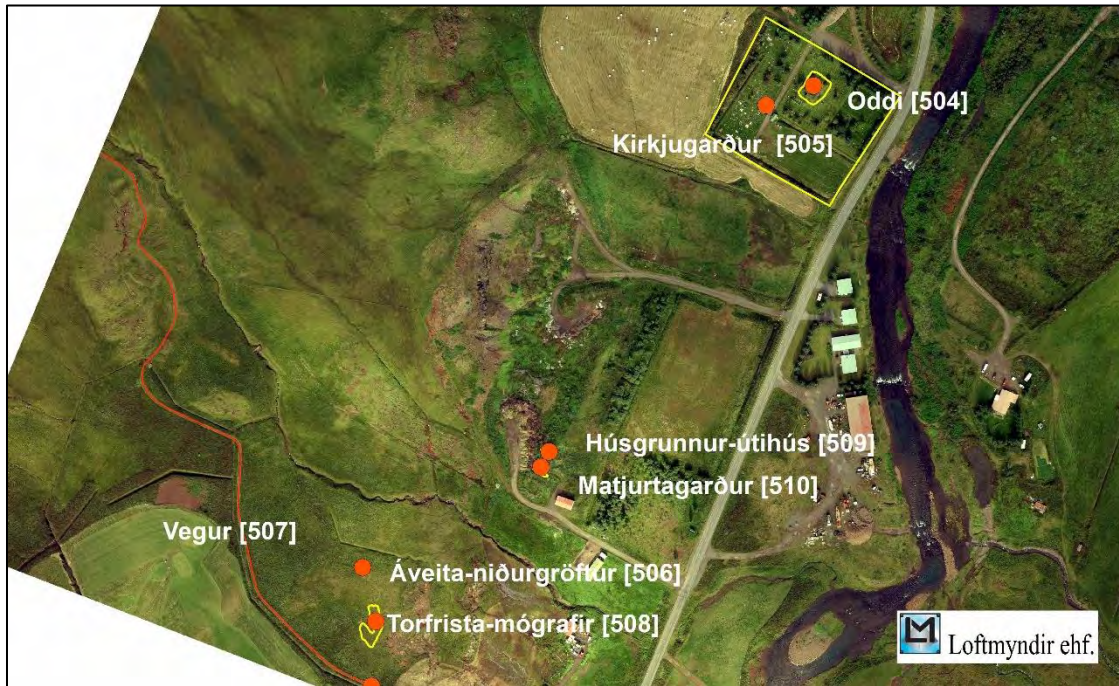 Oddi [504]
Kirkjugarður [505]
Húsgrunnur-útihús [509]
Matjurtagarður [510]
Vegur [507]
Áveita-niðurgröftur [506]
Torfrista-mógrafir [508]
Loftmyndir ehf.